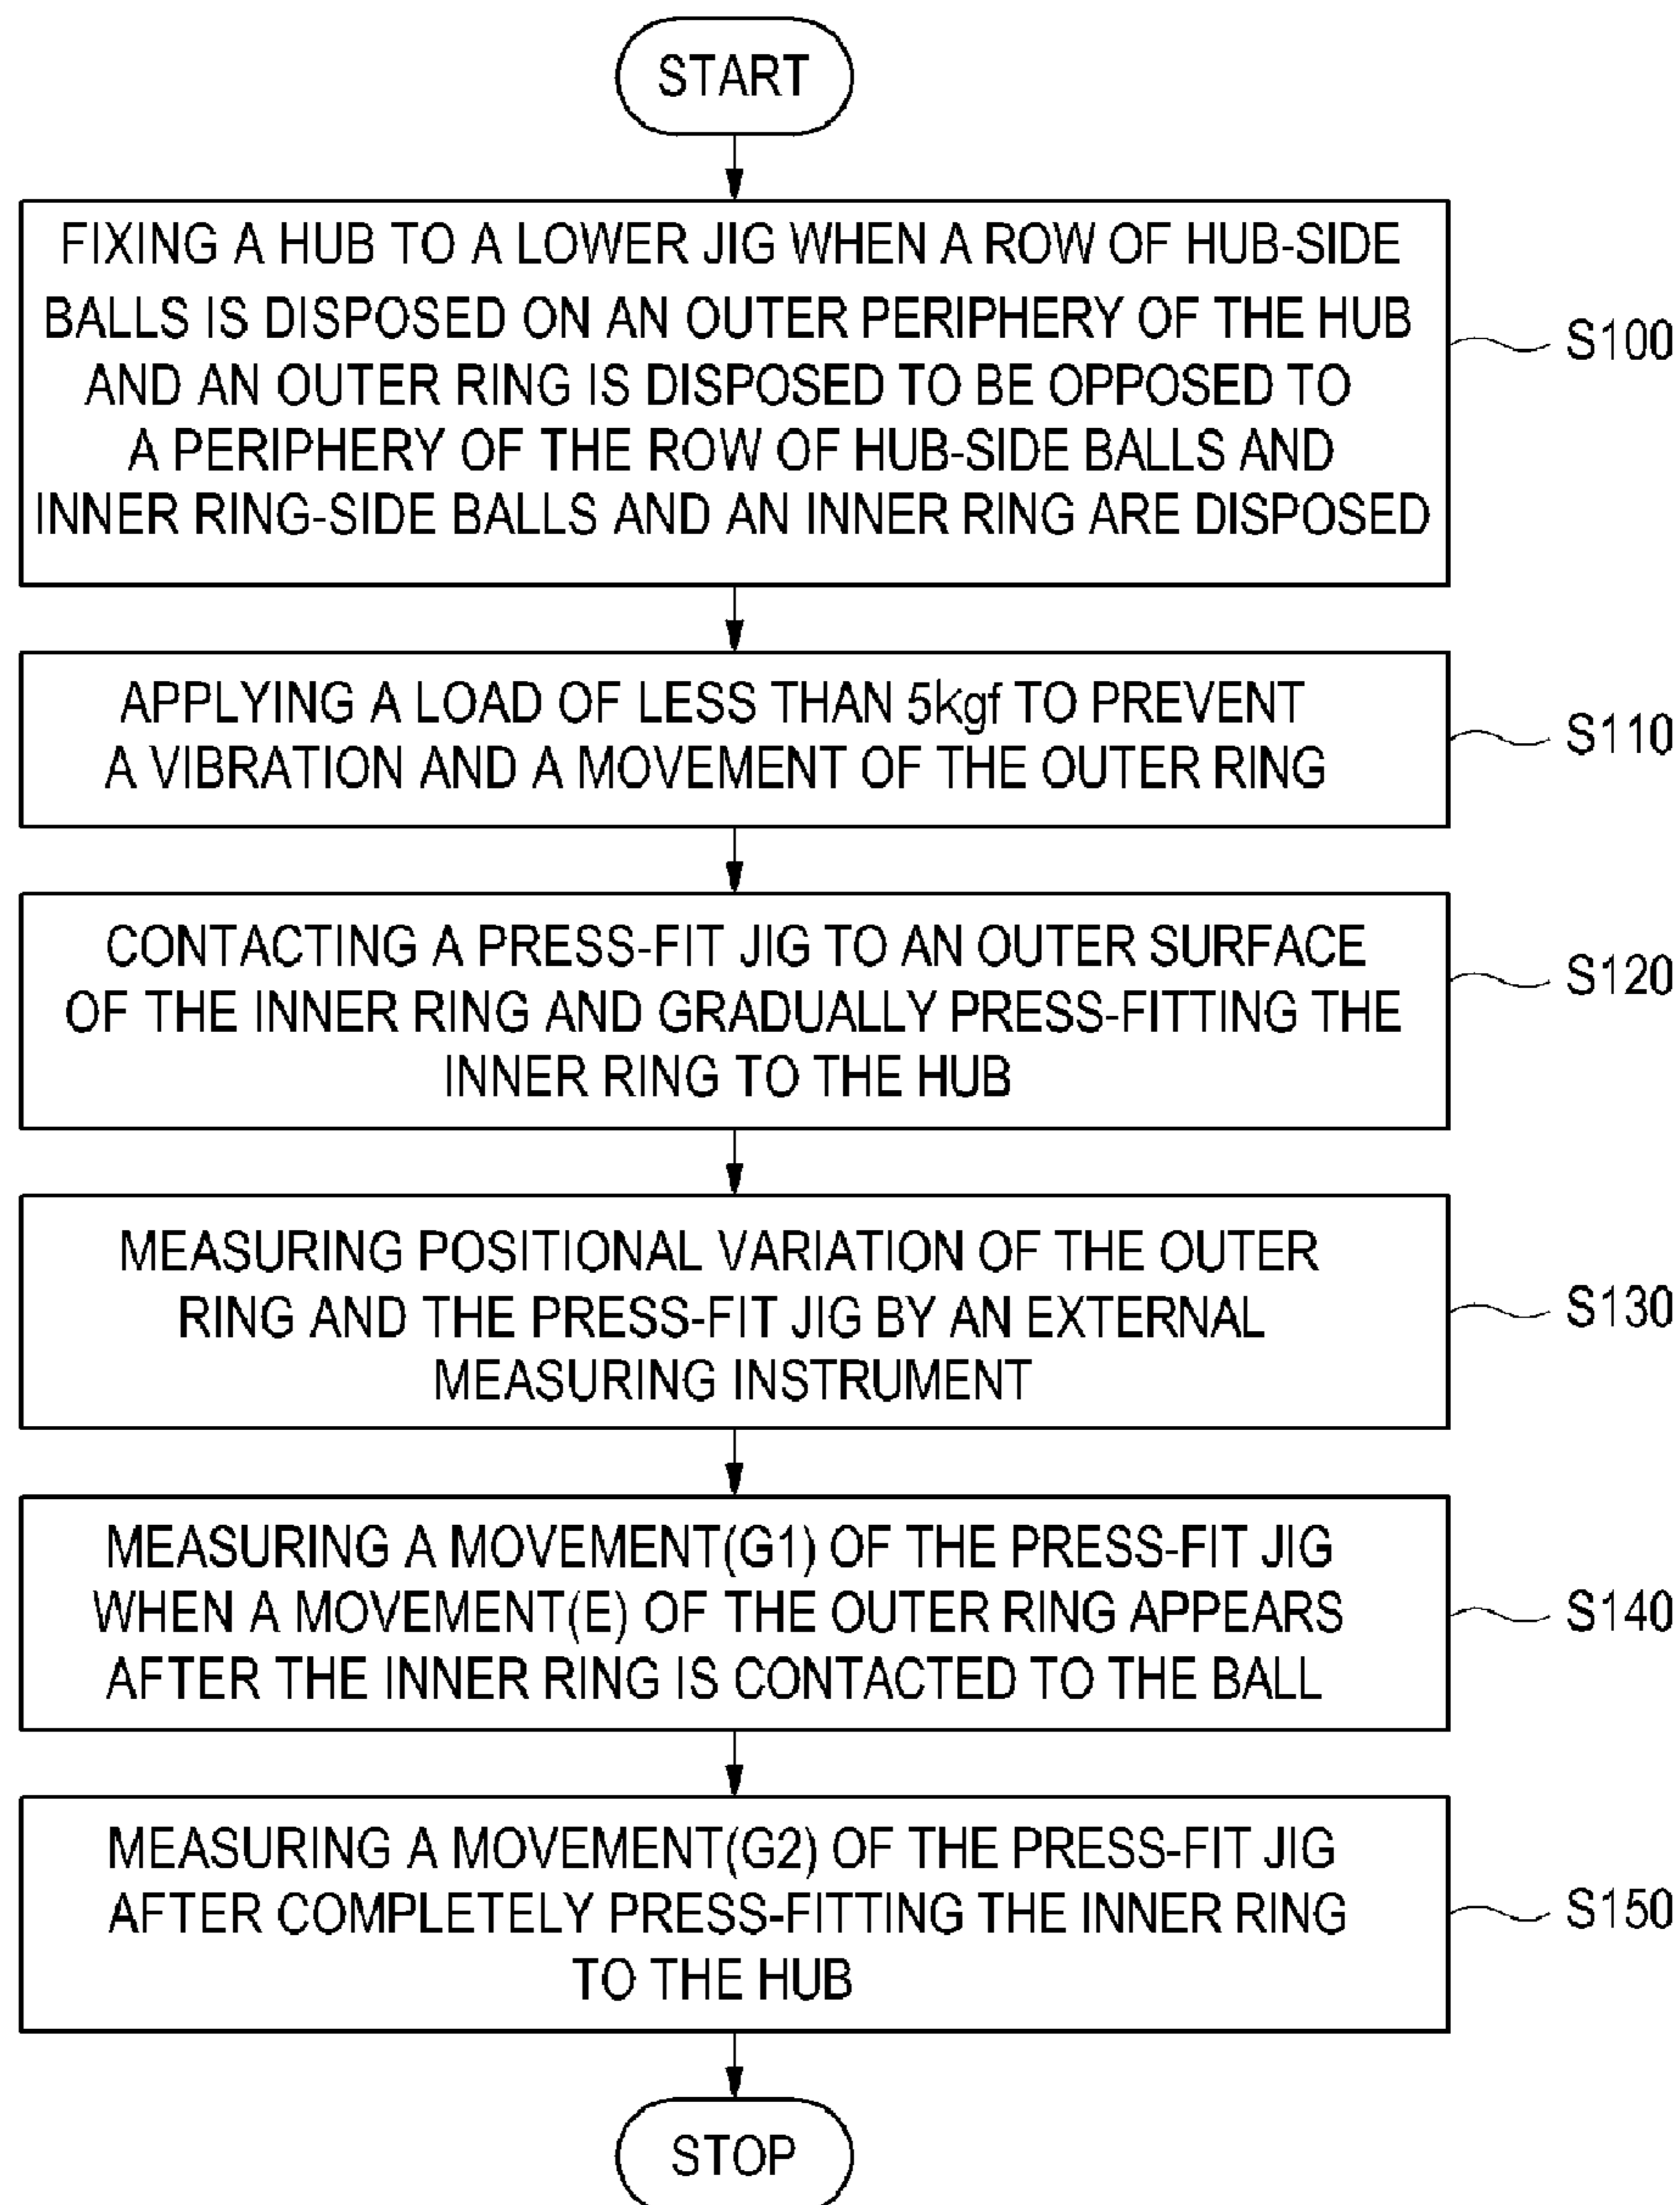 START
FIXING A HUB TO A LOWER JIG WHEN A ROW OF HUB-SIDE
BALLS IS DISPOSED ON AN OUTER PERIPHERY OF THE HUB
AND AN OUTER RING IS DISPOSED TO BE OPPOSED TO
A PERIPHERY OF THE ROW OF HUB-SIDE BALLS AND
INNER RING-SIDE BALLS AND AN INNER RING ARE DISPOSED
S100
APPLYING A LOAD OF LESS THAN 5kgf TO PREVENT
A VIBRATION AND A MOVEMENT OF THE OUTER RING
S110
CONTACTING A PRESS-FIT JIG TO AN OUTER SURFACE
OF THE INNER RING AND GRADUALLY PRESS-FITTING THE
INNER RING TO THE HUB
S120
MEASURING POSITIONAL VARIATION OF THE OUTER
RING AND THE PRESS-FIT JIG BY AN EXTERNAL
MEASURING INSTRUMENT
S130
MEASURING A MOVEMENT(G1) OF THE PRESS-FIT JIG
WHEN A MOVEMENT(E) OF THE OUTER RING APPEARS
AFTER THE INNER RING IS CONTACTED TO THE BALL
S140
MEASURING A MOVEMENT(G2) OF THE PRESS-FIT JIG
AFTER COMPLETELY PRESS-FITTING THE INNER RING
TO THE HUB
S150
STOP